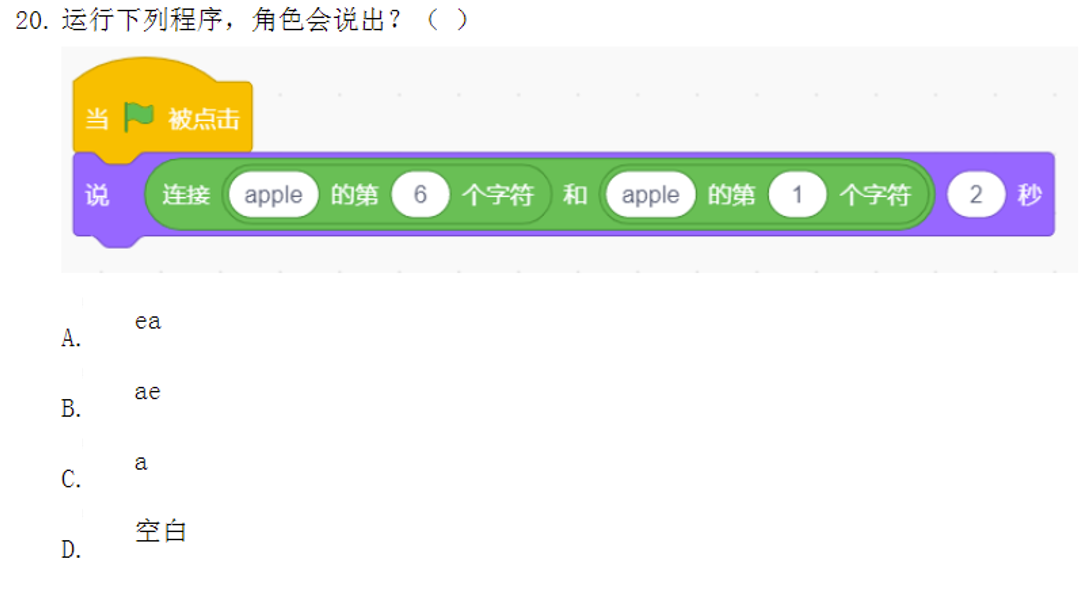 20. 运行下列程序，角色会说出？（ ）
当 被点击
说 连接 apple 的第 6 个字符 和 apple 的第 1 个字符 2 秒
A. ea
B. ae
C. a
D. 空白